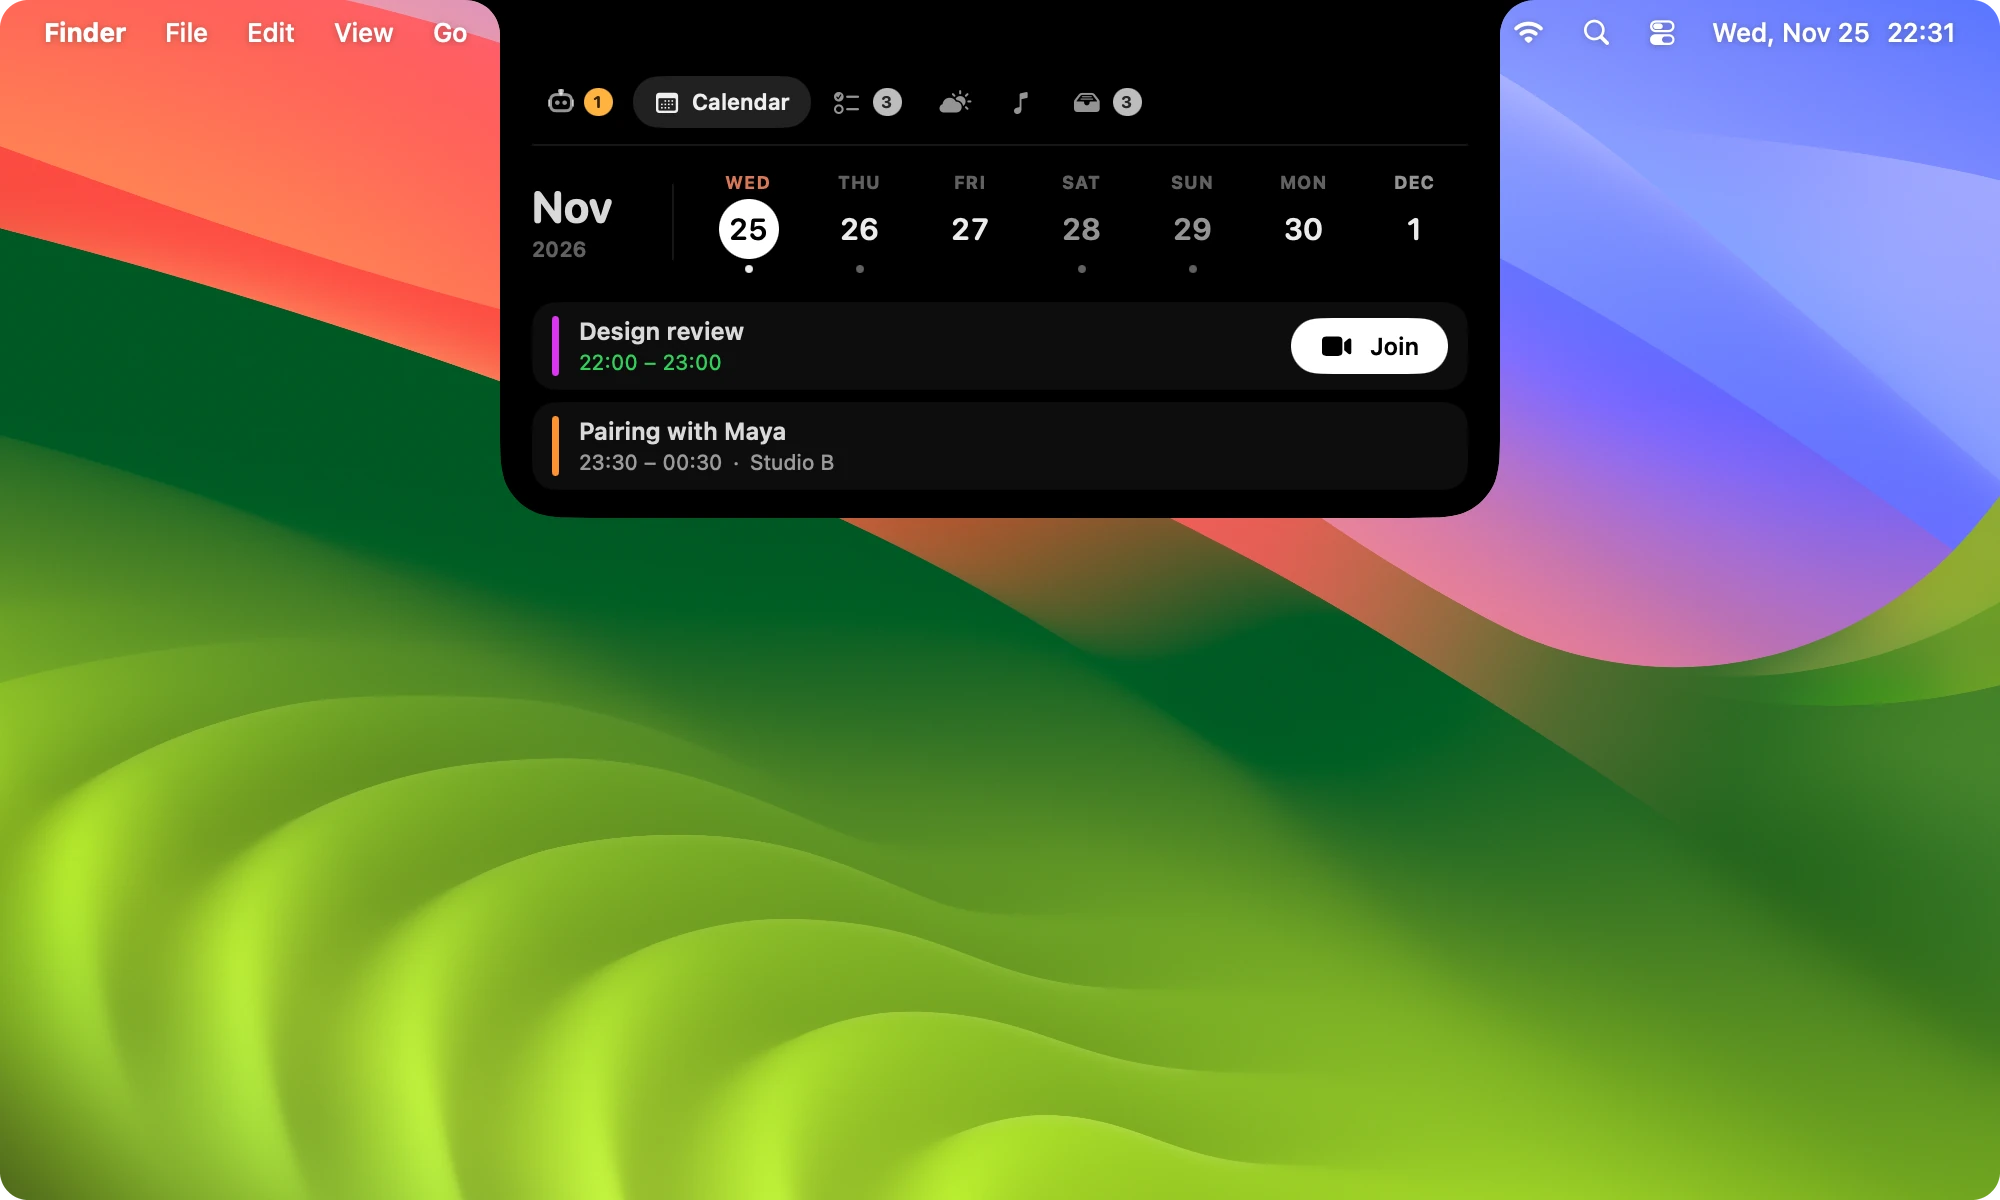 Finder File Edit View Go
Wed, Nov 25 22:31
1 Calendar 3 3
Nov
2026
WED THU FRI SAT SUN MON DEC
25 26 27 28 29 30 1
Design review
22:00 – 23:00
Join
Pairing with Maya
23:30 – 00:30 · Studio B